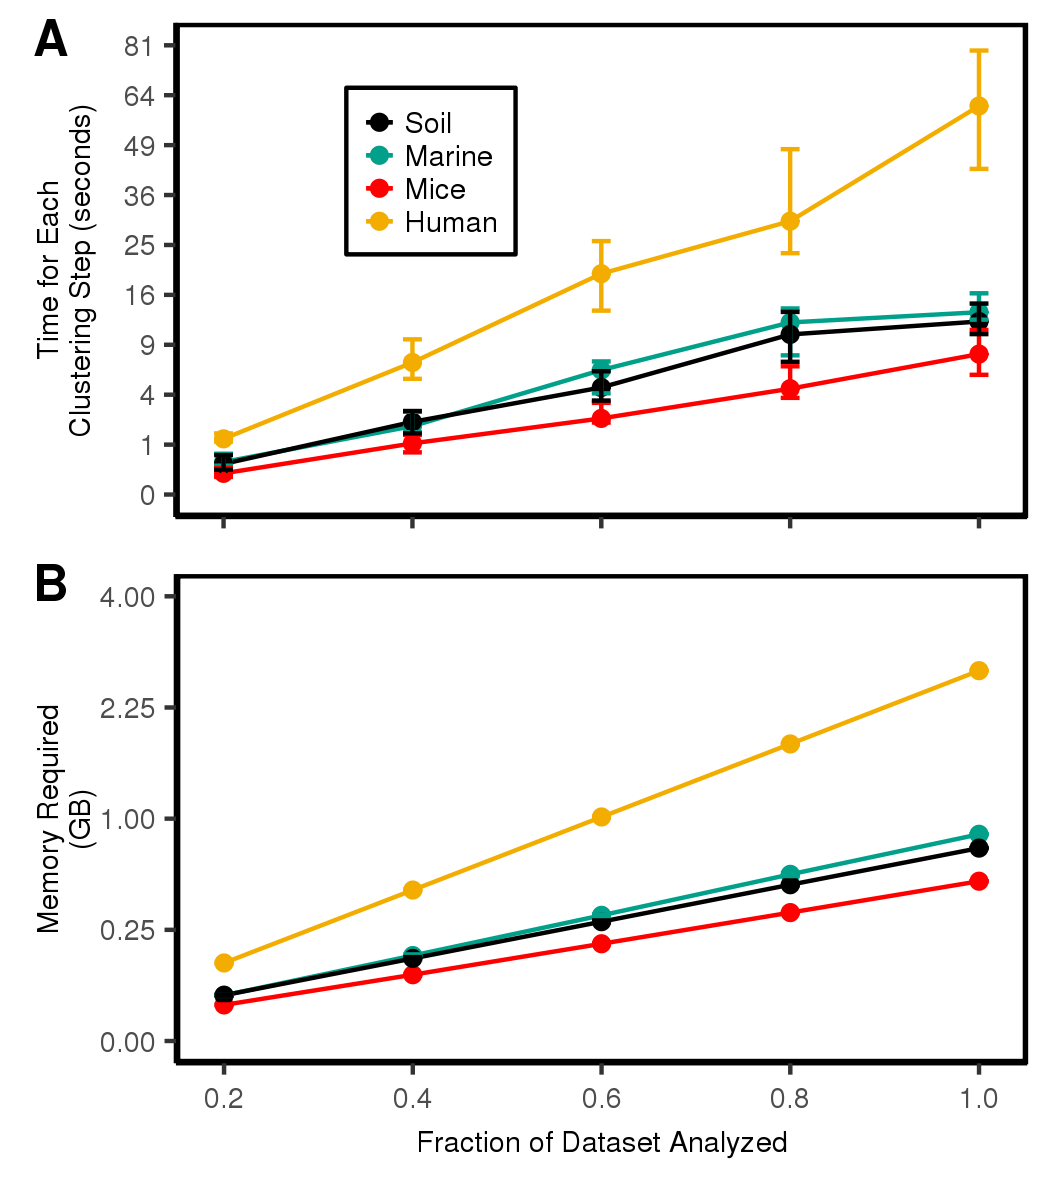 A
81
64
49
36
25
16
9
4
1
0
Time for Each
Clustering Step (seconds)
Soil
Marine
Mice
Human
B
4.00
2.25
1.00
0.25
0.00
Memory Required
(GB)
0.2 0.4 0.6 0.8 1.0
Fraction of Dataset Analyzed